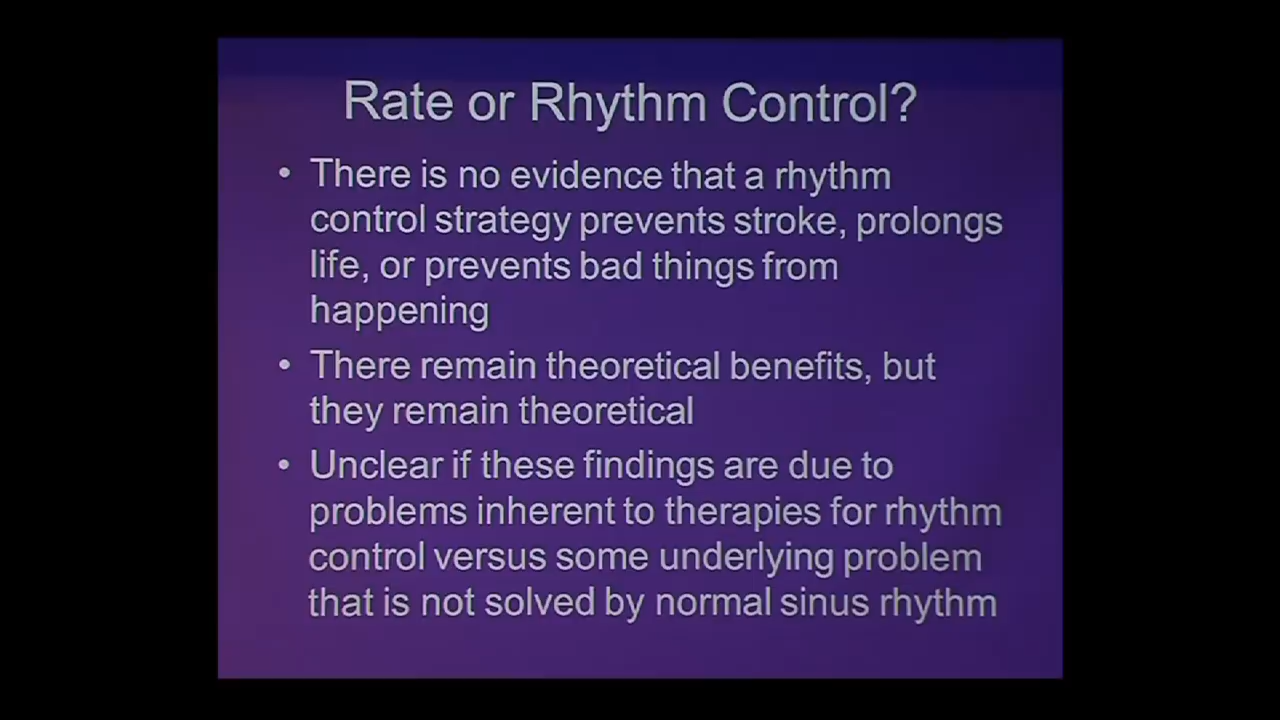 Rate or Rhythm Control?
• There is no evidence that a rhythm
control strategy prevents stroke, prolongs
life, or prevents bad things from
happening
• There remain theoretical benefits, but
they remain theoretical
• Unclear if these findings are due to
problems inherent to therapies for rhythm
control versus some underlying problem
that is not solved by normal sinus rhythm